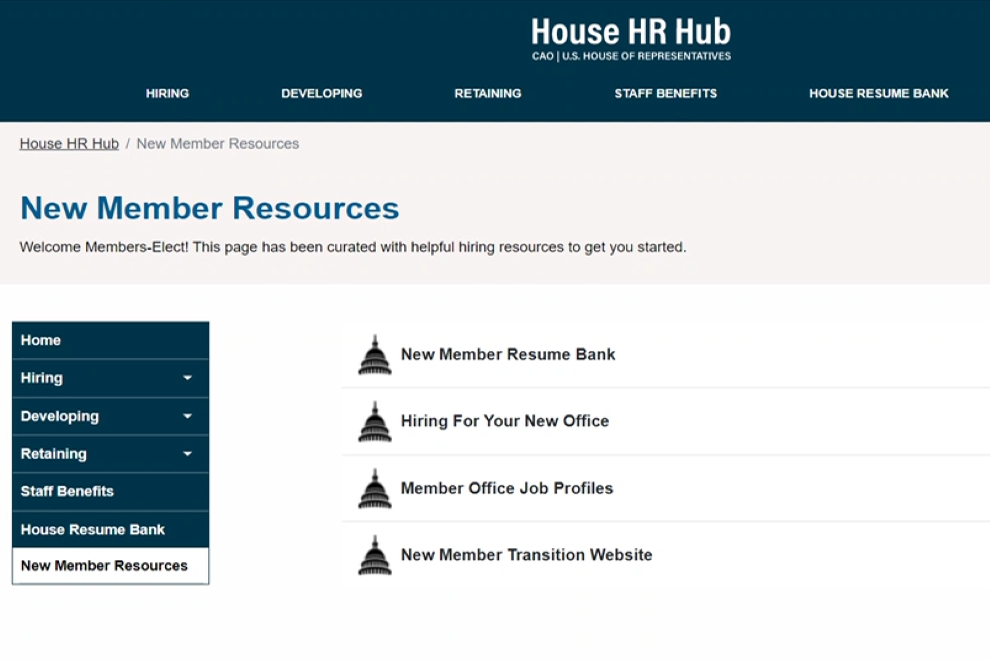 House HR Hub
CAO | U.S. HOUSE OF REPRESENTATIVES
HIRING DEVELOPING RETAINING STAFF BENEFITS HOUSE RESUME BANK
House HR Hub / New Member Resources
New Member Resources
Welcome Members-Elect! This page has been curated with helpful hiring resources to get you started.
Home
Hiring
Developing
Retaining
Staff Benefits
House Resume Bank
New Member Resources
New Member Resume Bank
Hiring For Your New Office
Member Office Job Profiles
New Member Transition Website